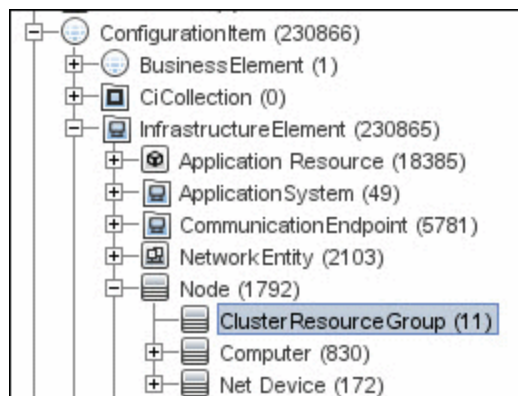 ConfigurationItem (230866)
BusinessElement (1)
CiCollection (0)
InfrastructureElement (230865)
Application Resource (18385)
ApplicationSystem (49)
CommunicationEndpoint (5781)
NetworkEntity (2103)
Node (1792)
ClusterResourceGroup (11)
Computer (830)
Net Device (172)